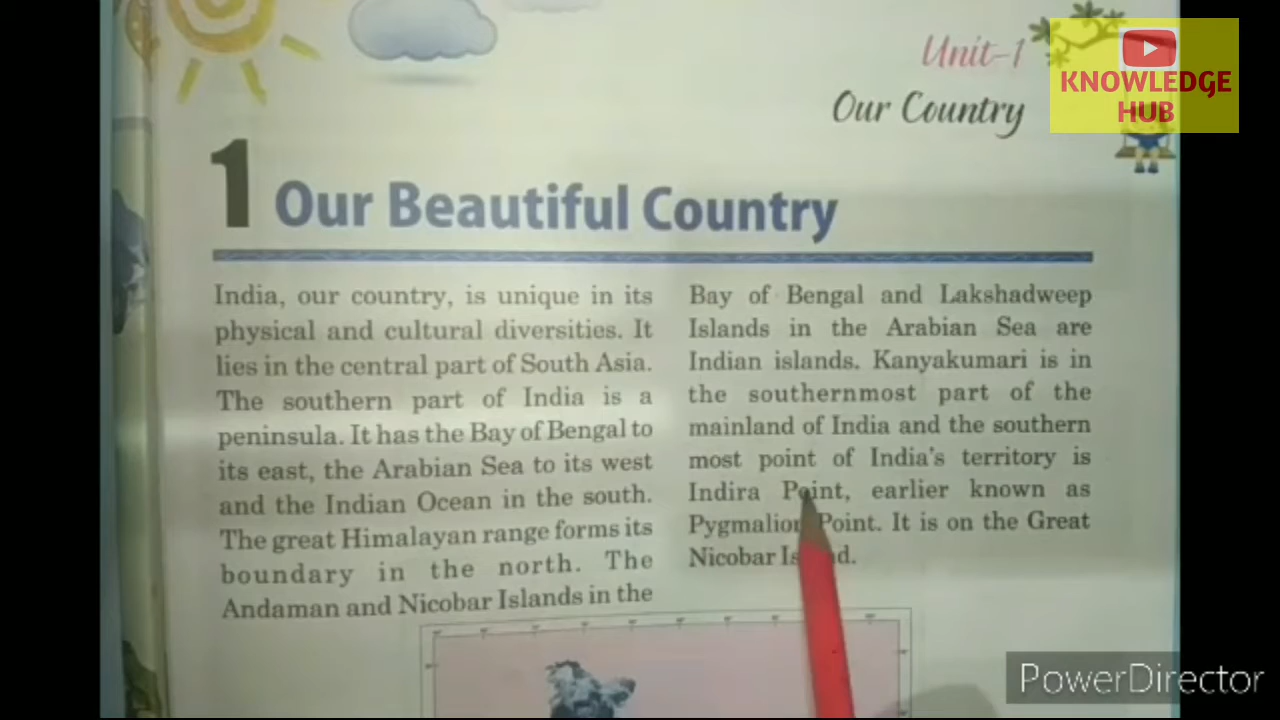 Unit-1
Our Country
KNOWLEDGE
HUB
1 Our Beautiful Country
India, our country, is unique in its
physical and cultural diversities. It
lies in the central part of South Asia.
The southern part of India is a
peninsula. It has the Bay of Bengal to
its east, the Arabian Sea to its west
and the Indian Ocean in the south.
The great Himalayan range forms its
boundary in the north. The
Andaman and Nicobar Islands in the
Bay of Bengal and Lakshadweep
Islands in the Arabian Sea are
Indian islands. Kanyakumari is in
the southernmost part of the
mainland of India and the southern
most point of India's territory is
Indira Point, earlier known as
Pygmalion Point. It is on the Great
Nicobar Island.
PowerDirector